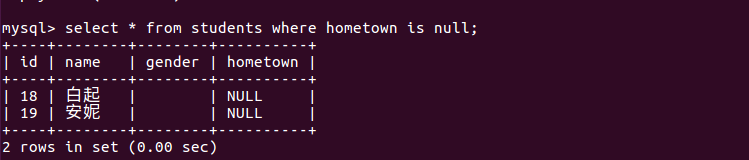 mysql> select * from students where hometown is null;
+----+--------+--------+----------+
| id | name   | gender | hometown |
+----+--------+--------+----------+
| 18 | 白起   |        | NULL     |
| 19 | 安妮   |        | NULL     |
+----+--------+--------+----------+
2 rows in set (0.00 sec)